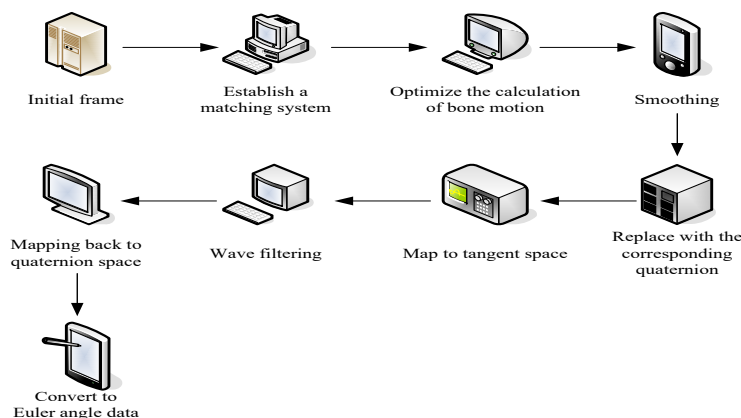 Initial frame
Establish a
matching system
Optimize the calculation
of bone motion
Smoothing
Replace with the
corresponding
quaternion
Map to tangent space
Wave filtering
Mapping back to
quaternion space
Convert to
Euler angle data